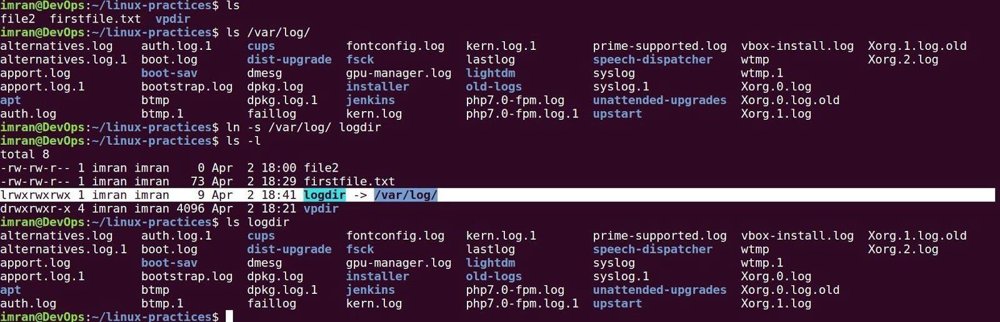 imran@DevOps:~/linux-practices$ ls
file2  firstfile.txt  vpdir
imran@DevOps:~/linux-practices$ ls /var/log/
alternatives.log    auth.log.1     cups          fontconfig.log   kern.log.1        prime-supported.log  vbox-install.log  Xorg.1.log.old
alternatives.log.1  boot.log       dist-upgrade  fsck             lastlog           speech-dispatcher    wtmp              Xorg.2.log
apport.log          boot-sav       dmesg         gpu-manager.log  lightdm           syslog               wtmp.1
apport.log.1        bootstrap.log  dpkg.log      installer        old-logs          syslog.1             Xorg.0.log
apt                 btmp           dpkg.log.1    jenkins          php7.0-fpm.log    unattended-upgrades  Xorg.0.log.old
auth.log            btmp.1         faillog       kern.log         php7.0-fpm.log.1  upstart              Xorg.1.log
imran@DevOps:~/linux-practices$ ln -s /var/log/ logdir
imran@DevOps:~/linux-practices$ ls -l
total 8
-rw-rw-r-- 1 imran imran    0 Apr  2 18:00 file2
-rw-rw-r-- 1 imran imran   73 Apr  2 18:29 firstfile.txt
lrwxrwxrwx 1 imran imran    9 Apr  2 18:41 logdir -> /var/log/
drwxrwxr-x 4 imran imran 4096 Apr  2 18:21 vpdir
imran@DevOps:~/linux-practices$ ls logdir
alternatives.log    auth.log.1     cups          fontconfig.log   kern.log.1        prime-supported.log  vbox-install.log  Xorg.1.log.old
alternatives.log.1  boot.log       dist-upgrade  fsck             lastlog           speech-dispatcher    wtmp              Xorg.2.log
apport.log          boot-sav       dmesg         gpu-manager.log  lightdm           syslog               wtmp.1
apport.log.1        bootstrap.log  dpkg.log      installer        old-logs          syslog.1             Xorg.0.log
apt                 btmp           dpkg.log.1    jenkins          php7.0-fpm.log    unattended-upgrades  Xorg.0.log.old
auth.log            btmp.1         faillog       kern.log         php7.0-fpm.log.1  upstart              Xorg.1.log
imran@DevOps:~/linux-practices$